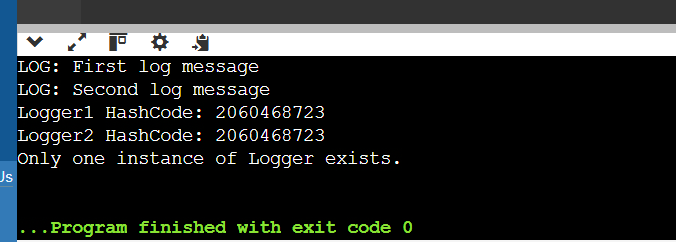 LOG: First log message
LOG: Second log message
Logger1 HashCode: 2060468723
Logger2 HashCode: 2060468723
Only one instance of Logger exists.
Us
...Program finished with exit code 0